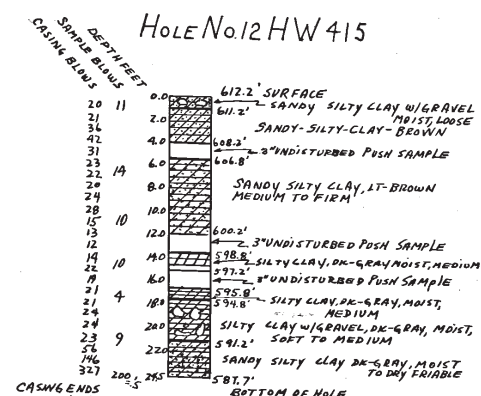 HOLE NO. 12 HW 415
CASING BLOWS
SAMPLE BLOWS
DEPTH FEET
612.2' SURFACE
20 11 0.0 SANDY SILTY CLAY W/GRAVEL
611.2' MOIST, LOOSE
21 2.0
36 SANDY-SILTY-CLAY-BROWN
42 4.0 608.2'
31 3" UNDISTURBED PUSH SAMPLE
23 6.0 606.8'
22 14
20 8.0 SANDY SILTY CLAY, LT-BROWN
24 MEDIUM TO FIRM
28 10.0
15 10
13 12.0 600.2'
12 3" UNDISTURBED PUSH SAMPLE
14 14.0 598.8'
10 SILTY CLAY, DK-GRAY MOIST, MEDIUM
22 597.2'
19 16.0 3" UNDISTURBED PUSH SAMPLE
21 4 595.8'
21 18.0 594.8' SILTY CLAY, DK-GRAY, MOIST,
24 MEDIUM
24 20.0 SILTY CLAY W/GRAVEL, DK-GRAY, MOIST,
23 9 591.2' SOFT TO MEDIUM
56 22.0
146 SANDY SILTY CLAY DK-GRAY, MOIST
327 TO DRY FRIABLE
CASING ENDS 200'/.5 24.5 587.7'
BOTTOM OF HOLE